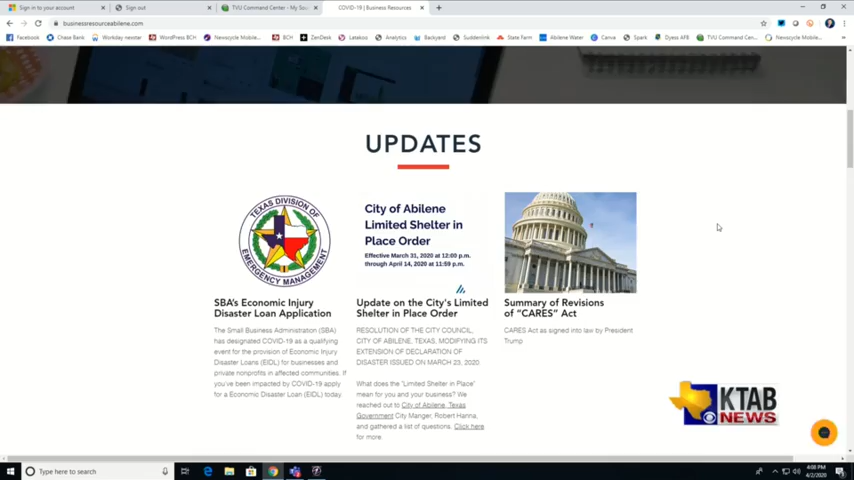 Sign in to your account
Sign out
TVU Command Center - My Sou
COVID-19 | Business Resources
businessresourceabilene.com
Facebook
Chase Bank
Workday newstar
WordPress BCH
Newscycle Mobile...
BCH
ZenDesk
Latakoo
Analytics
Backyard
Suddenlink
State Farm
Abilene Water
Canva
Spark
Dyess AFB
TVU Command Cen...
Newscycle Mobile...
UPDATES
TEXAS DIVISION OF
EMERGENCY MANAGEMENT
City of Abilene
Limited Shelter in
Place Order
Effective March 31, 2020 at 12:00 p.m.
through April 14, 2020 at 11:59 p.m.
SBA's Economic Injury
Disaster Loan Application
The Small Business Administration (SBA)
has designated COVID-19 as a qualifying
event for the provision of Economic Injury
Disaster Loans (EIDL) for businesses and
private nonprofits in affected communities. If
you've been impacted by COVID-19 apply
for a Economic Disaster Loan (EIDL) today.
Update on the City's Limited
Shelter in Place Order
RESOLUTION OF THE CITY COUNCIL,
CITY OF ABILENE, TEXAS, MODIFYING ITS
EXTENSION OF DECLARATION OF
DISASTER ISSUED ON MARCH 23, 2020
What does the "Limited Shelter in Place"
mean for you and your business? We
reached out to City of Abilene, Texas
Government City Manger, Robert Hanna,
and gathered a list of questions. Click here
for more
Summary of Revisions
of "CARES" Act
CARES Act as signed into law by President
Trump
KTAB
NEWS
Type here to search
4:08 PM
4/2/2020